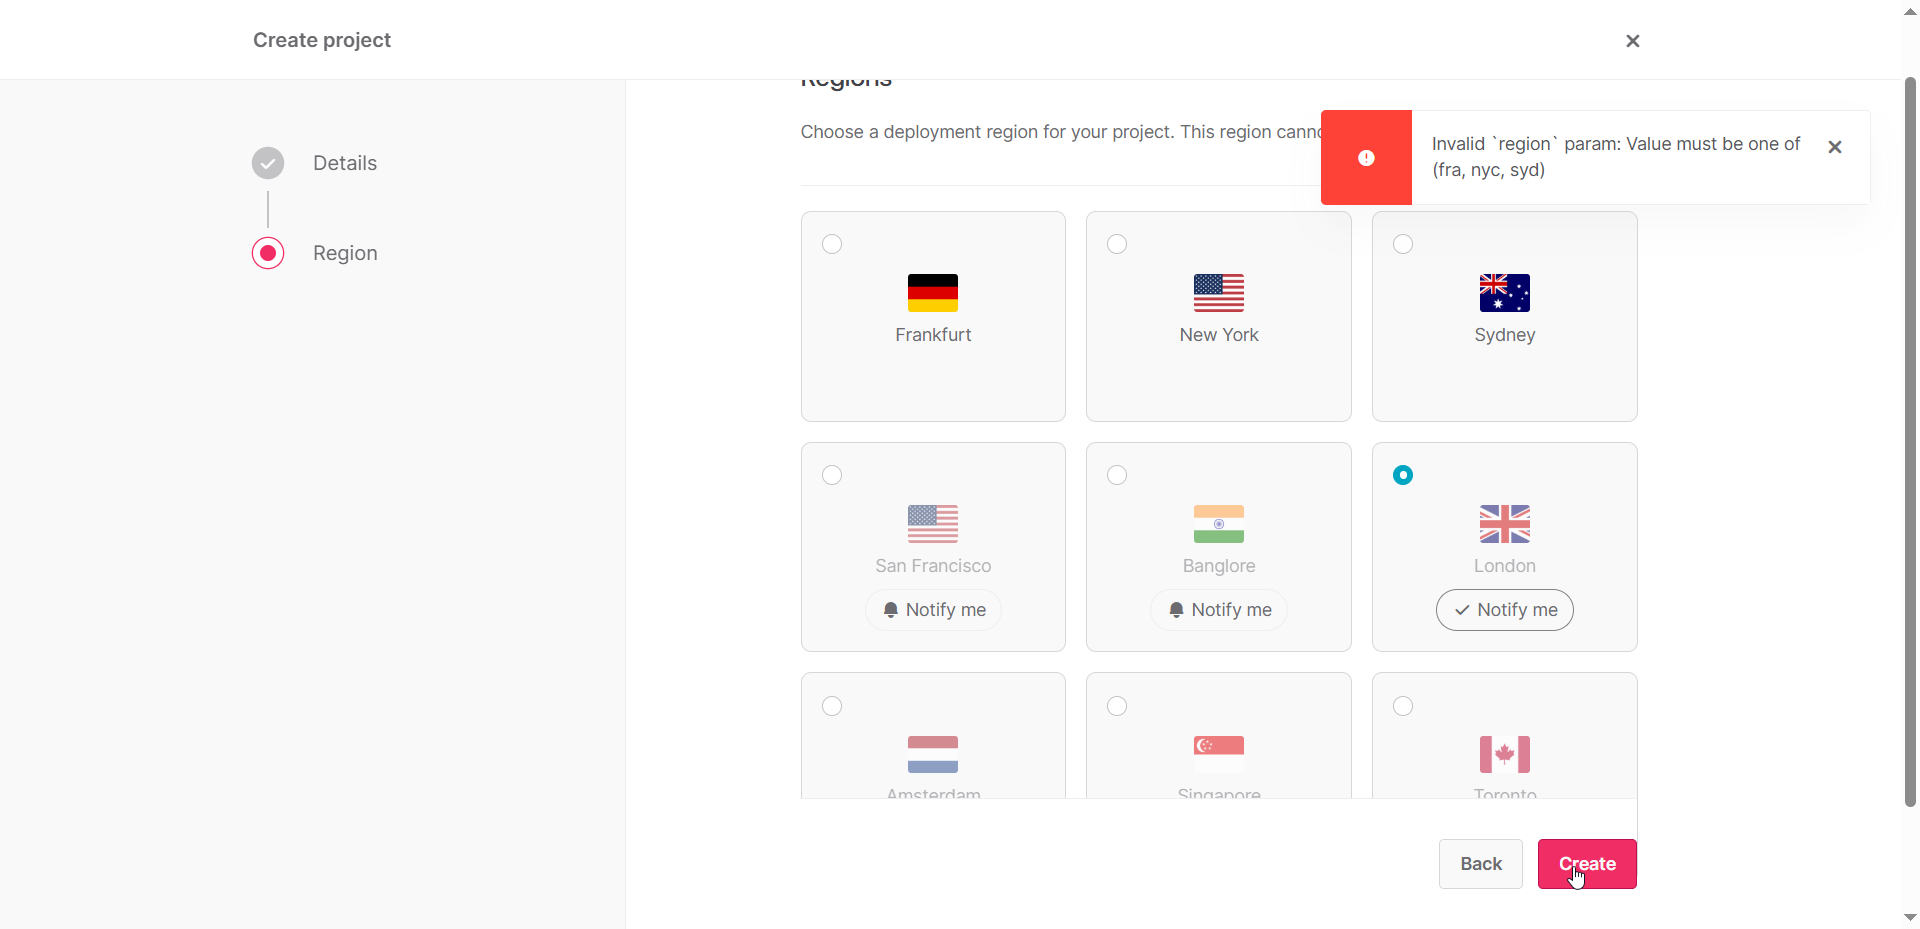 Create project
Details
Region
Regions
Choose a deployment region for your project. This region
Invalid `region` param: Value must be one of
(fra, nyc, syd)
Frankfurt
New York
Sydney
San Francisco
Banglore
London
Notify me
Notify me
Notify me
Amsterdam
Singapore
Toronto
Back
Create